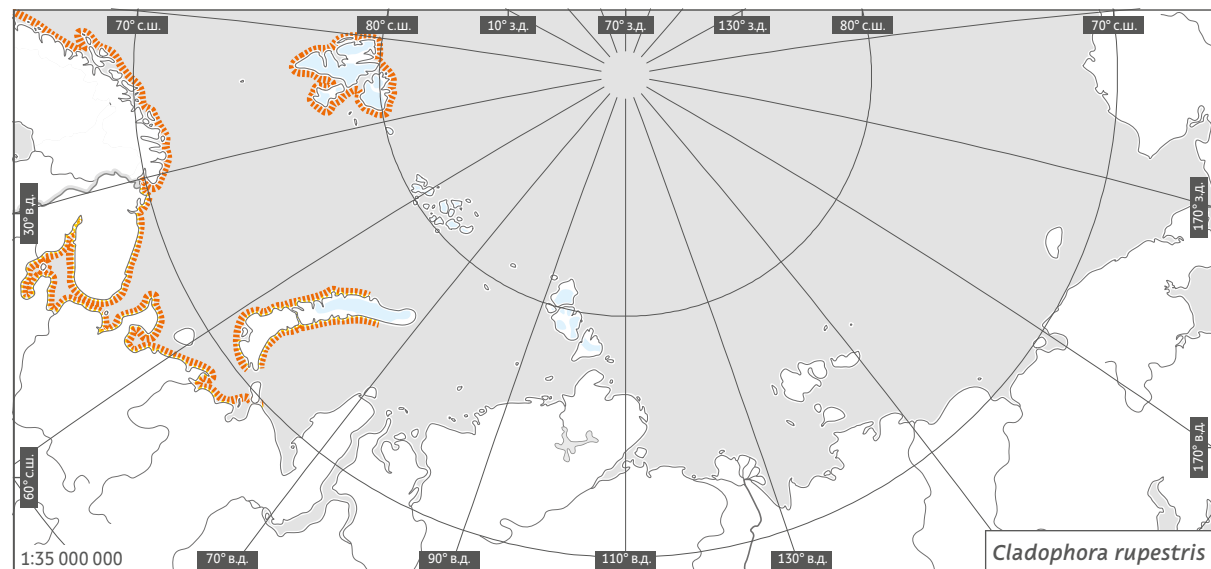 70° с.ш.
80° с.ш.
10° з.д.
70° з.д.
130° з.д.
80° с.ш.
70° с.ш.
30° в.д.
170° з.д.
60° с.ш.
170° в.д.
1:35 000 000
70° в.д.
90° в.д.
110° в.д.
130° в.д.
Cladophora rupestris